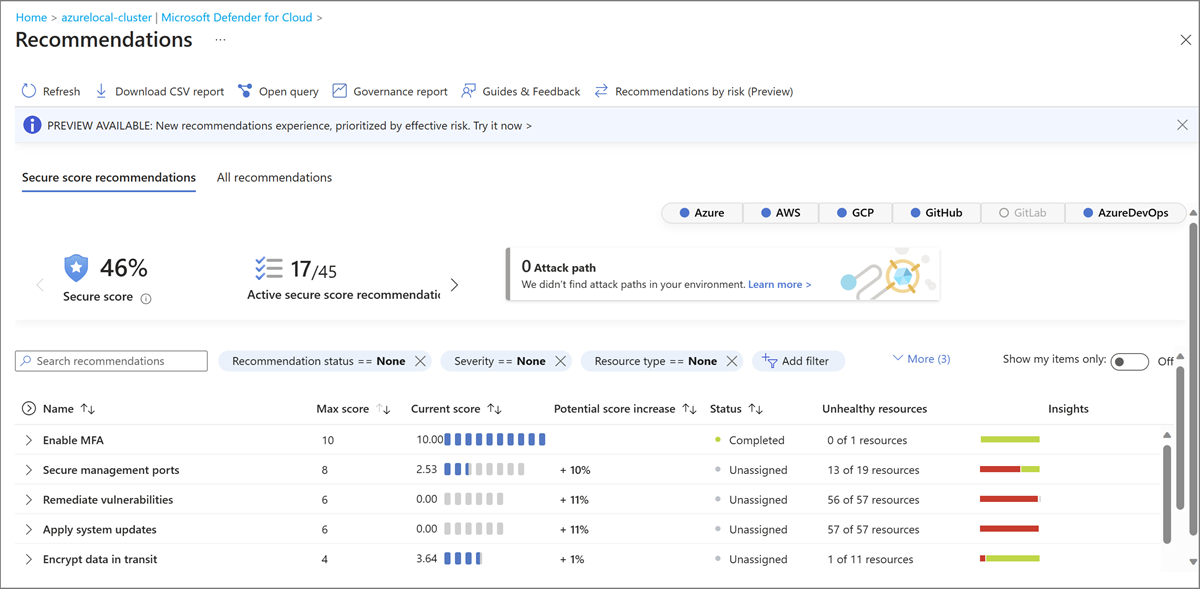 Home > azurelocal-cluster | Microsoft Defender for Cloud >
Recommendations ...
Refresh Download CSV report Open query Governance report Guides & Feedback Recommendations by risk (Preview)
PREVIEW AVAILABLE: New recommendations experience, prioritized by effective risk. Try it now >
Secure score recommendations All recommendations
Azure AWS GCP GitHub GitLab AzureDevOps
46% 17/45 0 Attack path
Secure score Active secure score recommendatic We didn't find attack paths in your environment. Learn more >
Search recommendations Recommendation status == None Severity == None Resource type == None Add filter More (3) Show my items only: Off
Name Max score Current score Potential score increase Status Unhealthy resources Insights
Enable MFA 10 10.00 Completed 0 of 1 resources
Secure management ports 8 2.53 + 10% Unassigned 13 of 19 resources
Remediate vulnerabilities 6 0.00 + 11% Unassigned 56 of 57 resources
Apply system updates 6 0.00 + 11% Unassigned 57 of 57 resources
Encrypt data in transit 4 3.64 + 1% Unassigned 1 of 11 resources